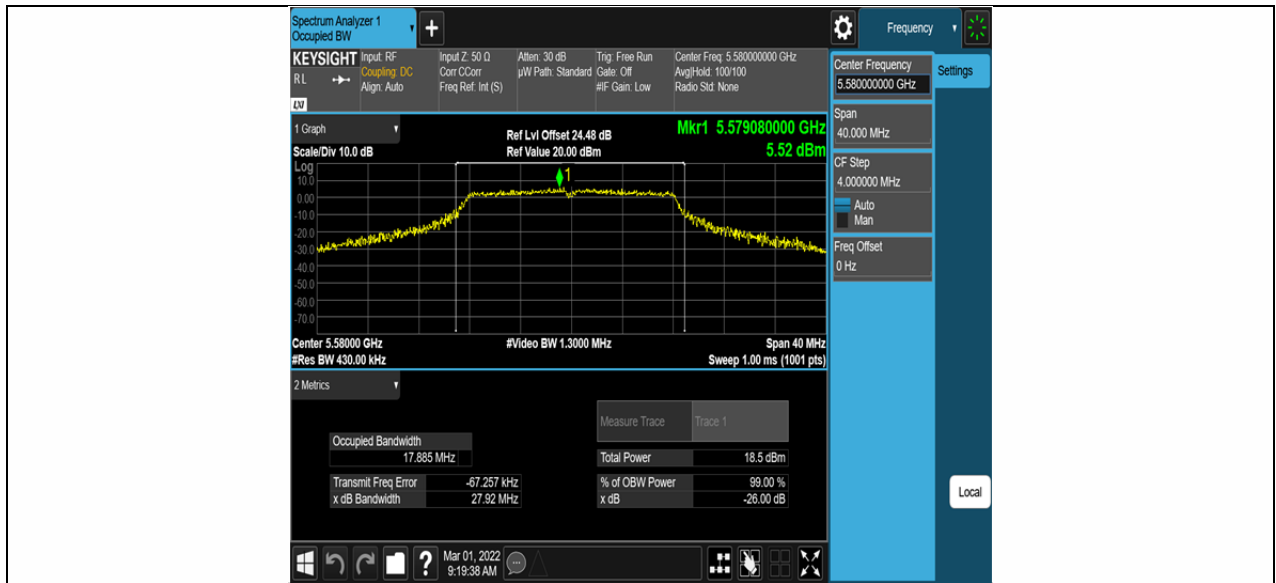 Spectrum Analyzer 1
Occupied BW
Frequency
KEYSIGHT
RL
LXI
Input: RF
Coupling: DC
Align: Auto
Input Z: 50 Ω
Corr CCorr
Freq Ref: Int (S)
Atten: 30 dB
µW Path: Standard
Trig: Free Run
Gate: Off
#IF Gain: Low
Center Freq: 5.580000000 GHz
Avg|Hold: 100/100
Radio Std: None
1 Graph
Scale/Div 10.0 dB
Ref Lvl Offset 24.48 dB
Ref Value 20.00 dBm
Mkr1 5.579080000 GHz
5.52 dBm
Log
10.0
0.00
-10.0
-20.0
-30.0
-40.0
-50.0
-60.0
-70.0
1
Center 5.58000 GHz
#Res BW 430.00 kHz
#Video BW 1.3000 MHz
Span 40 MHz
Sweep 1.00 ms (1001 pts)
2 Metrics
Measure Trace Trace 1
Occupied Bandwidth
17.885 MHz
Total Power 18.5 dBm
Transmit Freq Error -67.257 kHz
% of OBW Power 99.00 %
x dB Bandwidth 27.92 MHz
x dB -26.00 dB
Center Frequency
5.580000000 GHz
Settings
Span
40.000 MHz
CF Step
4.000000 MHz
Auto
Man
Freq Offset
0 Hz
Local
Mar 01, 2022
9:19:38 AM